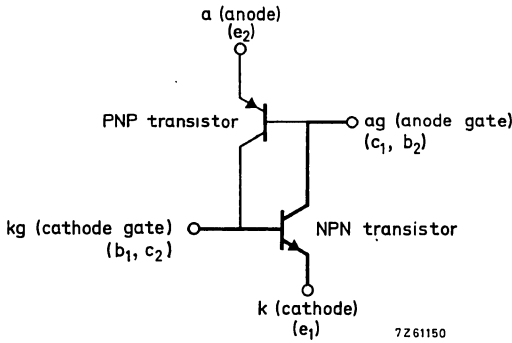 a (anode)
(e₂)
PNP transistor
ag (anode gate)
(c₁, b₂)
kg (cathode gate)
(b₁, c₂)
NPN transistor
k (cathode)
(e₁)
7Z61150